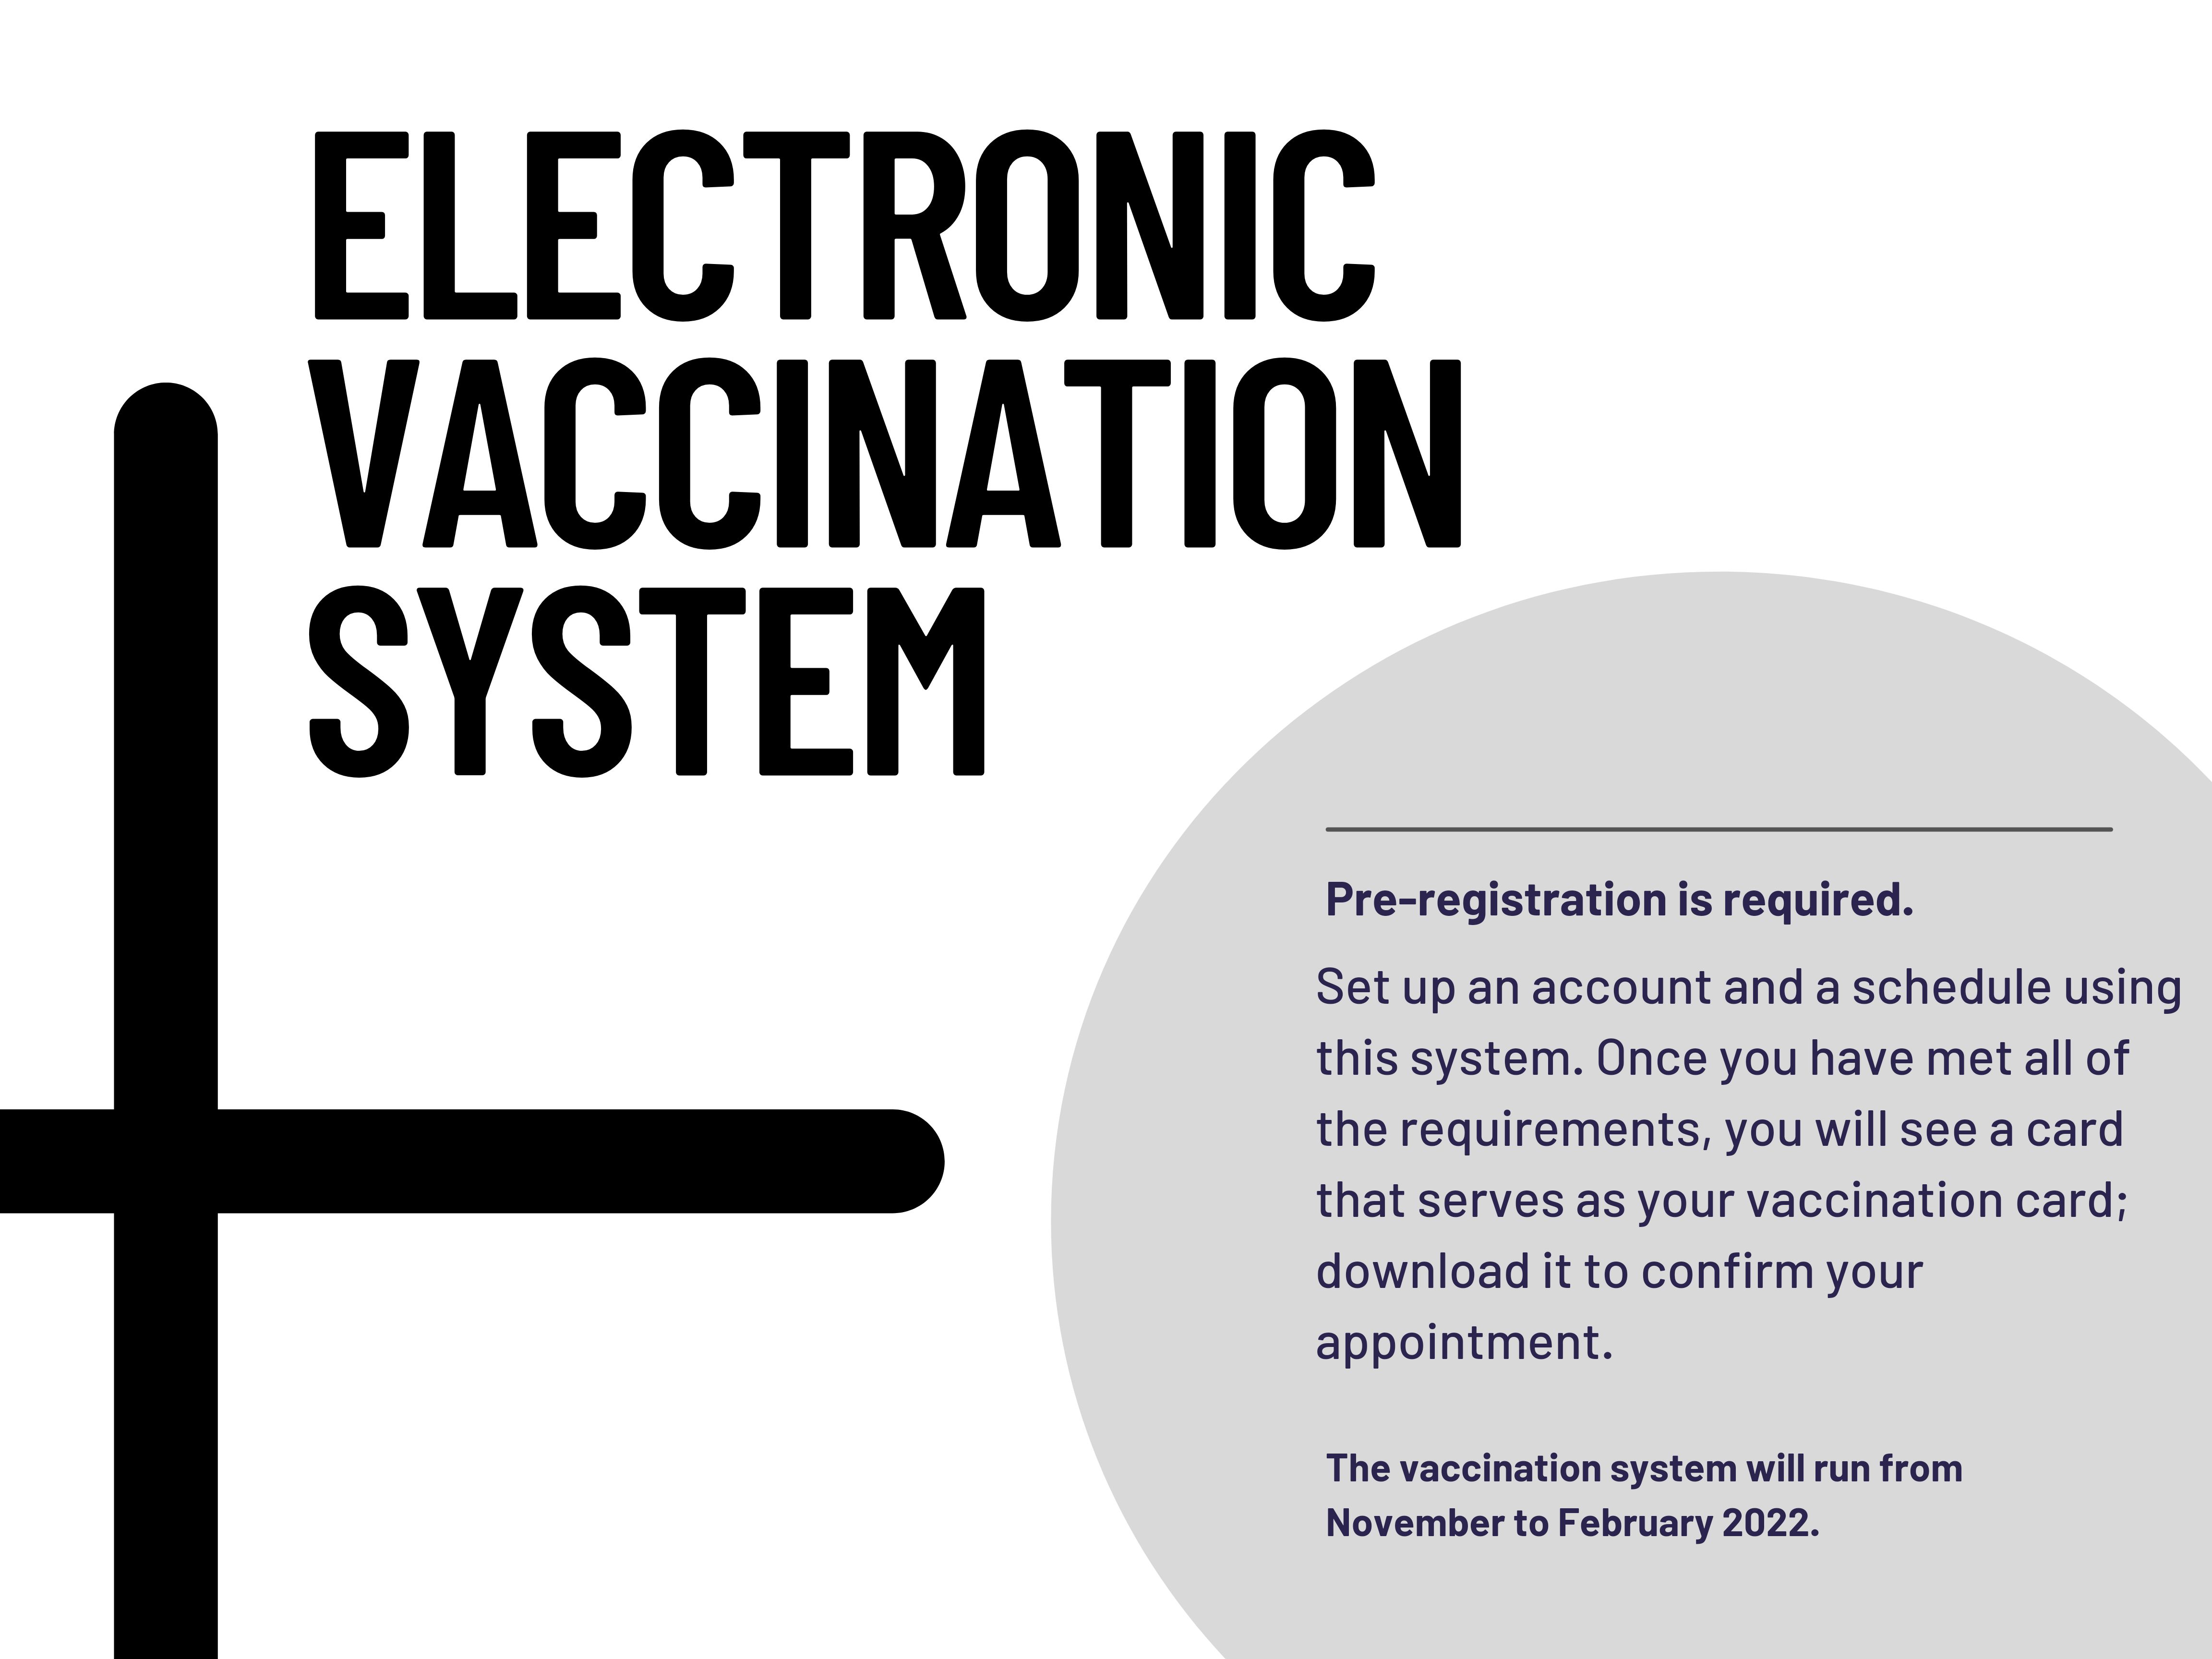 ELECTRONIC
VACCINATION
SYSTEM
Pre-registration is required.
Set up an account and a schedule using
this system. Once you have met all of
the requirements, you will see a card
that serves as your vaccination card;
download it to confirm your
appointment.
The vaccination system will run from
November to February 2022.